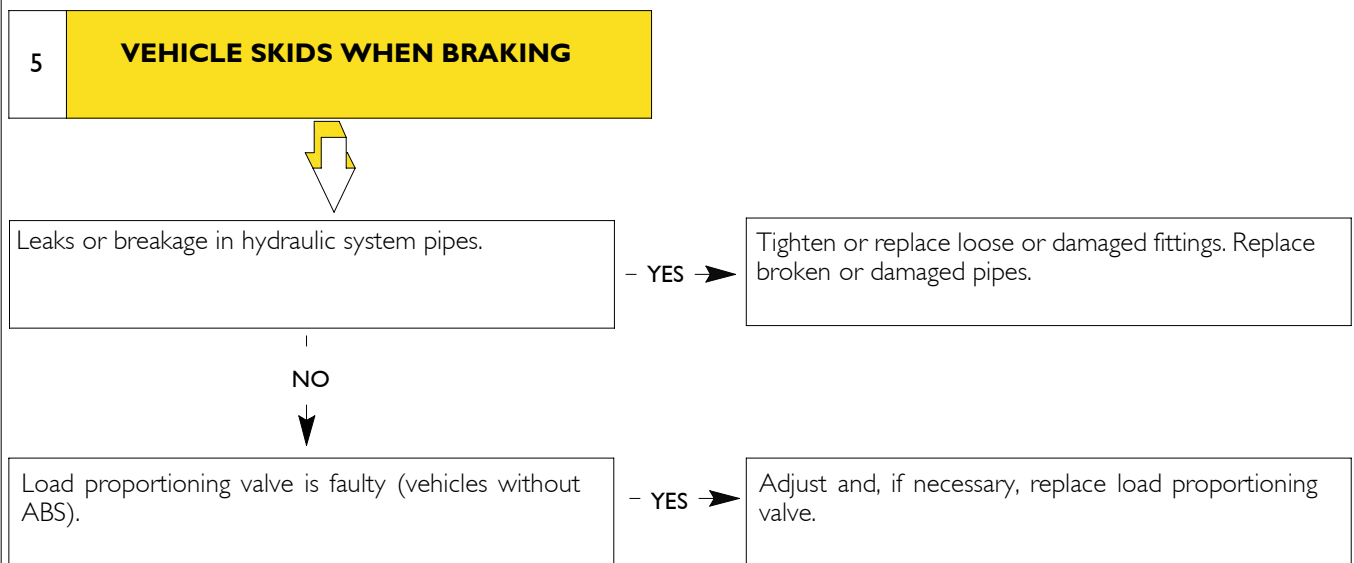 5
VEHICLE SKIDS WHEN BRAKING
Leaks or breakage in hydraulic system pipes.
YES
Tighten or replace loose or damaged fittings. Replace
broken or damaged pipes.
NO
Load proportioning valve is faulty (vehicles without
ABS).
YES
Adjust and, if necessary, replace load proportioning
valve.